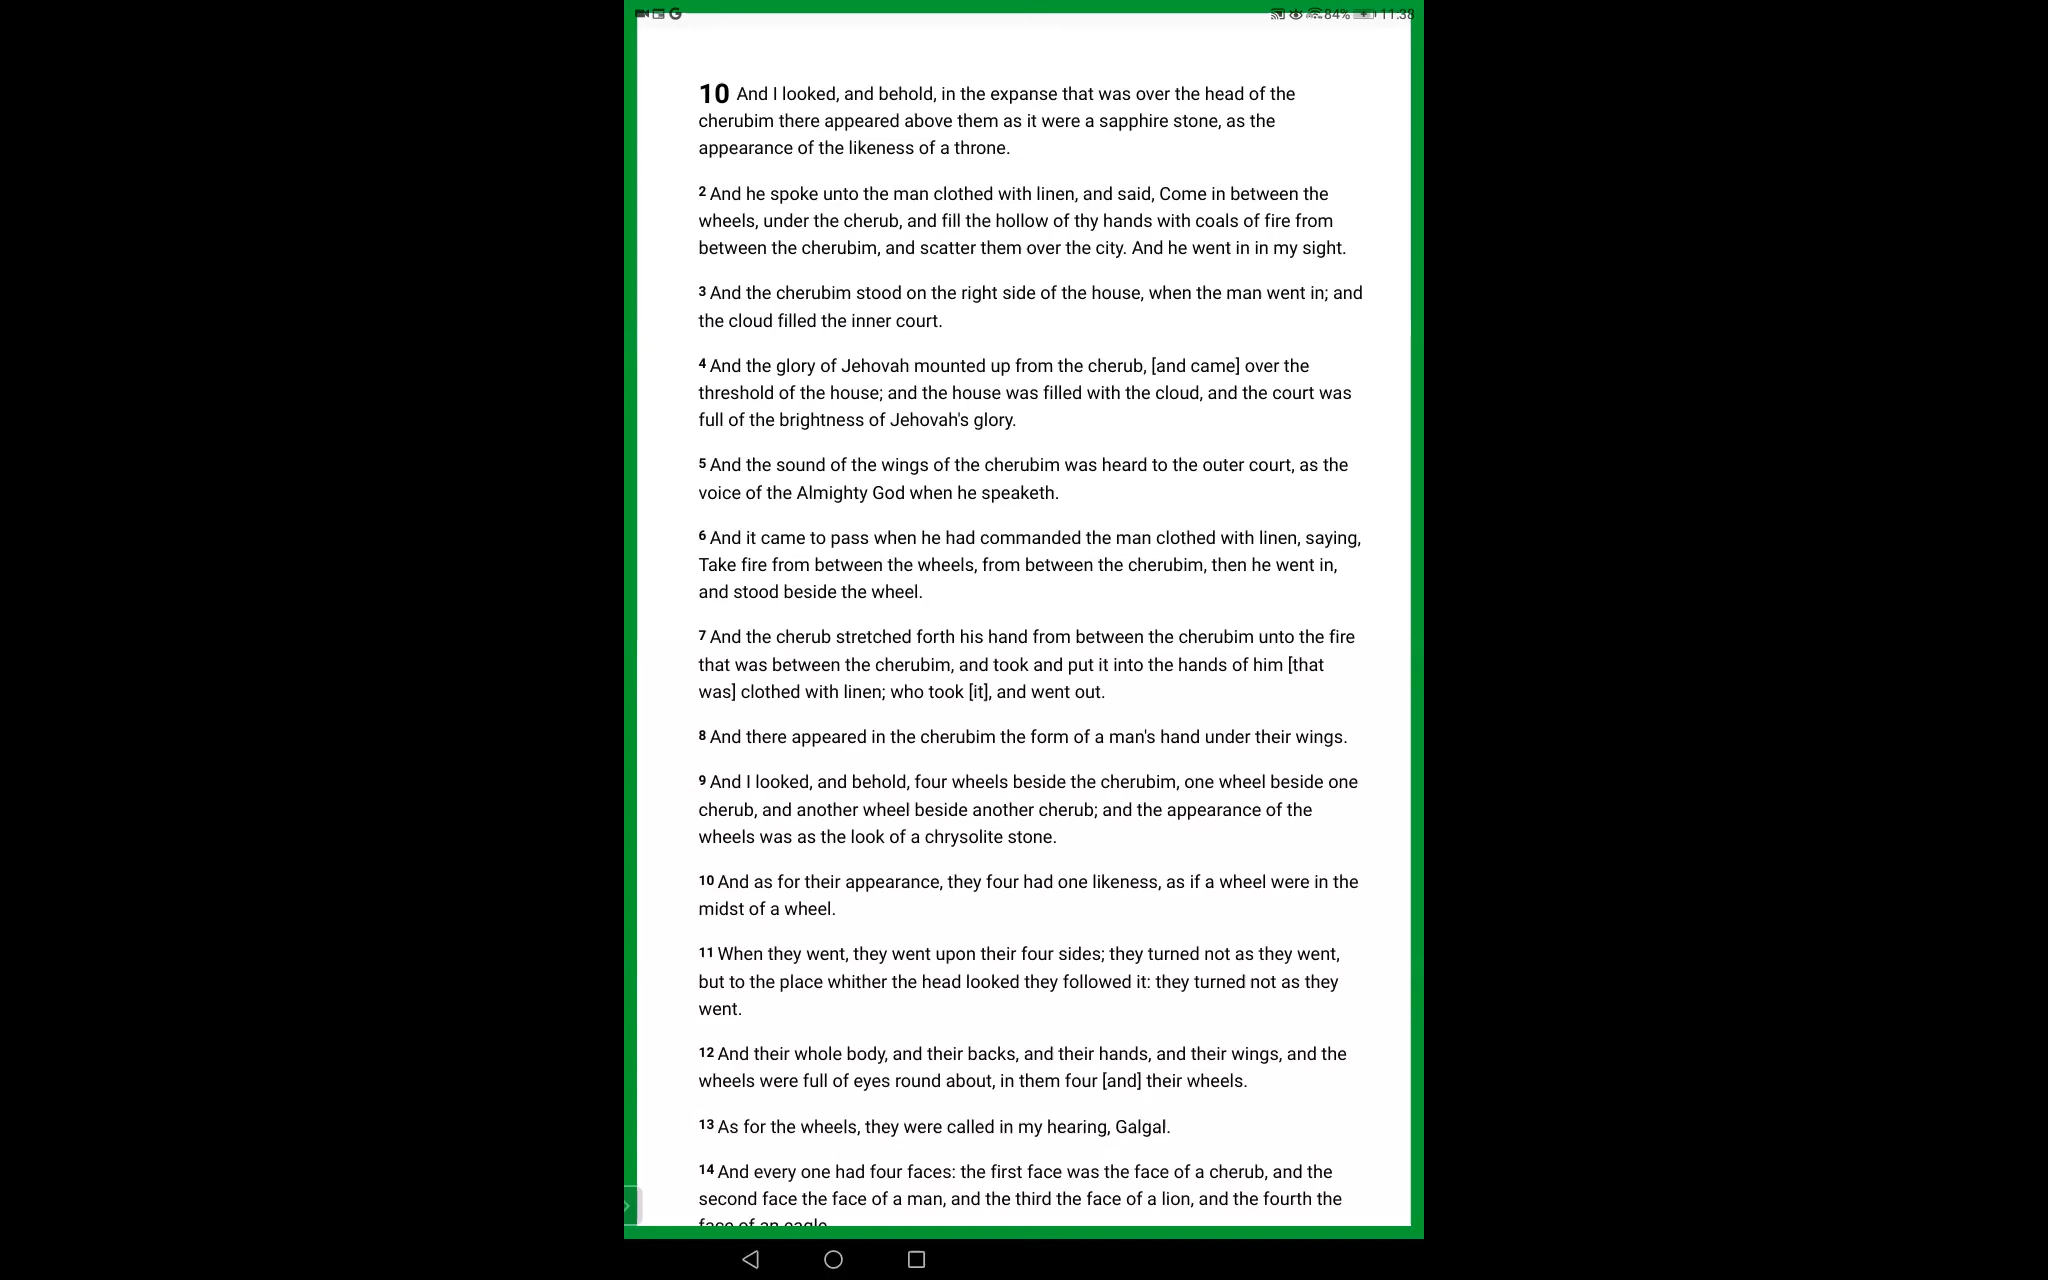 84% 11:38
10 And I looked, and behold, in the expanse that was over the head of the
cherubim there appeared above them as it were a sapphire stone, as the
appearance of the likeness of a throne.
2 And he spoke unto the man clothed with linen, and said, Come in between the
wheels, under the cherub, and fill the hollow of thy hands with coals of fire from
between the cherubim, and scatter them over the city. And he went in in my sight.
3 And the cherubim stood on the right side of the house, when the man went in; and
the cloud filled the inner court.
4 And the glory of Jehovah mounted up from the cherub, [and came] over the
threshold of the house; and the house was filled with the cloud, and the court was
full of the brightness of Jehovah's glory.
5 And the sound of the wings of the cherubim was heard to the outer court, as the
voice of the Almighty God when he speaketh.
6 And it came to pass when he had commanded the man clothed with linen, saying,
Take fire from between the wheels, from between the cherubim, then he went in,
and stood beside the wheel.
7 And the cherub stretched forth his hand from between the cherubim unto the fire
that was between the cherubim, and took and put it into the hands of him [that
was] clothed with linen; who took [it], and went out.
8 And there appeared in the cherubim the form of a man's hand under their wings.
9 And I looked, and behold, four wheels beside the cherubim, one wheel beside one
cherub, and another wheel beside another cherub; and the appearance of the
wheels was as the look of a chrysolite stone.
10 And as for their appearance, they four had one likeness, as if a wheel were in the
midst of a wheel.
11 When they went, they went upon their four sides; they turned not as they went,
but to the place whither the head looked they followed it: they turned not as they
went.
12 And their whole body, and their backs, and their hands, and their wings, and the
wheels were full of eyes round about, in them four [and] their wheels.
13 As for the wheels, they were called in my hearing, Galgal.
14 And every one had four faces: the first face was the face of a cherub, and the
second face the face of a man, and the third the face of a lion, and the fourth the
face of an eagle.